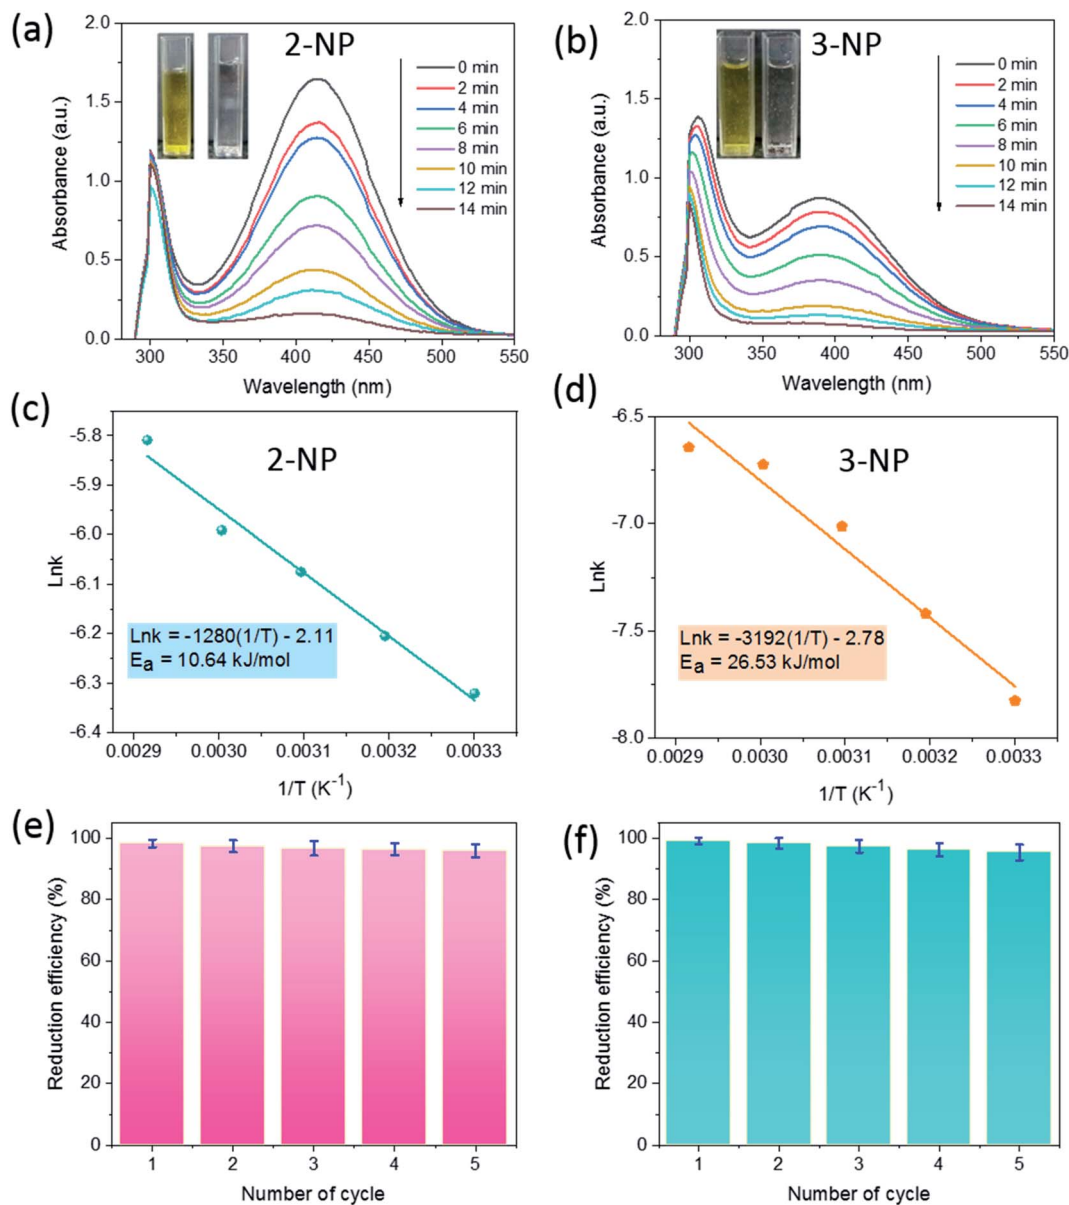 (a)
2-NP
2.0
1.5
1.0
0.5
0.0
Absorbance (a.u.)
0 min
2 min
4 min
6 min
8 min
10 min
12 min
14 min
300 350 400 450 500 550
Wavelength (nm)
(b)
3-NP
2.0
1.5
1.0
0.5
0.0
Absorbance (a.u.)
0 min
2 min
4 min
6 min
8 min
10 min
12 min
14 min
300 350 400 450 500 550
Wavelength (nm)
(c)
2-NP
-5.8
-5.9
-6.0
-6.1
-6.2
-6.3
-6.4
Lnk
Lnk = -1280(1/T) - 2.11
Ea = 10.64 kJ/mol
0.0029 0.0030 0.0031 0.0032 0.0033
1/T (K-1)
(d)
3-NP
-6.5
-7.0
-7.5
-8.0
Lnk
Lnk = -3192(1/T) - 2.78
Ea = 26.53 kJ/mol
0.0029 0.0030 0.0031 0.0032 0.0033
1/T (K-1)
(e)
100
80
60
40
20
0
Reduction efficiency (%)
1 2 3 4 5
Number of cycle
(f)
100
80
60
40
20
0
Reduction efficiency (%)
1 2 3 4 5
Number of cycle